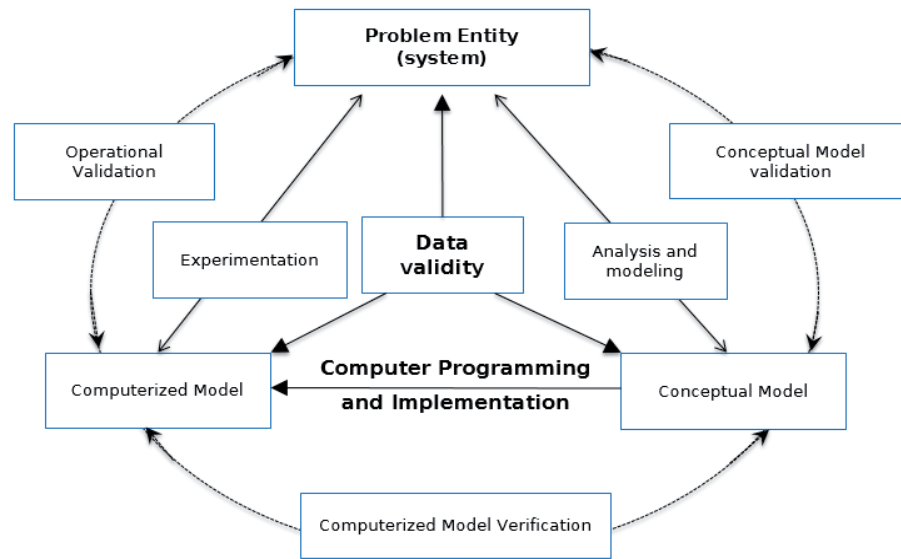 Problem Entity
(system)
Operational
Validation
Conceptual Model
validation
Experimentation
Data
validity
Analysis and
modeling
Computerized Model
Computer Programming
and Implementation
Conceptual Model
Computerized Model Verification